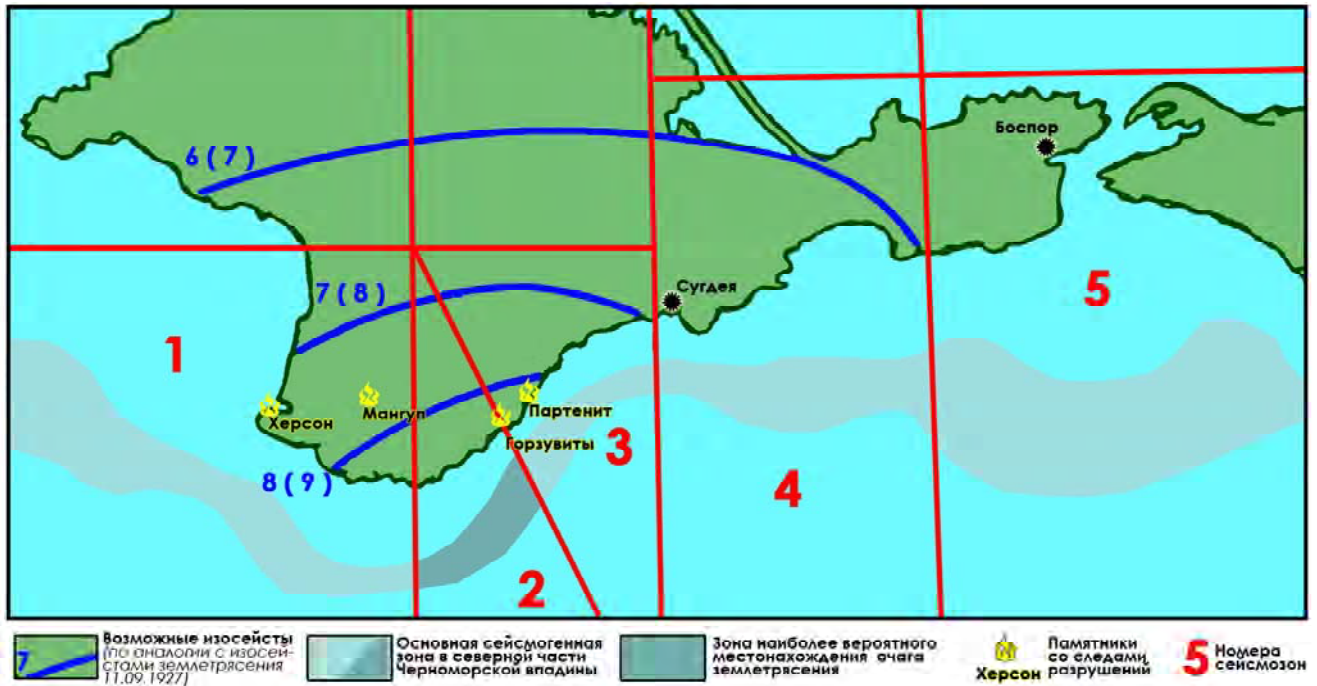 Боспор
6 ( 7 )
Сугдея
7 ( 8 )
5
1
Мангуп
Партенит
Херсон
Горзувиты
3
8 ( 9 )
4
2
7
Возможные изосейсты
(по аналогии с изосей-
стами землетрясения
11.09.1927)
Основная сейсмогенная
зона в северной части
Черноморской впадины
Зона наиболее вероятного
местонахождения очага
землетрясения
Херсон
Памятники
со следами
разрушений
5
Номера
сейсмозон